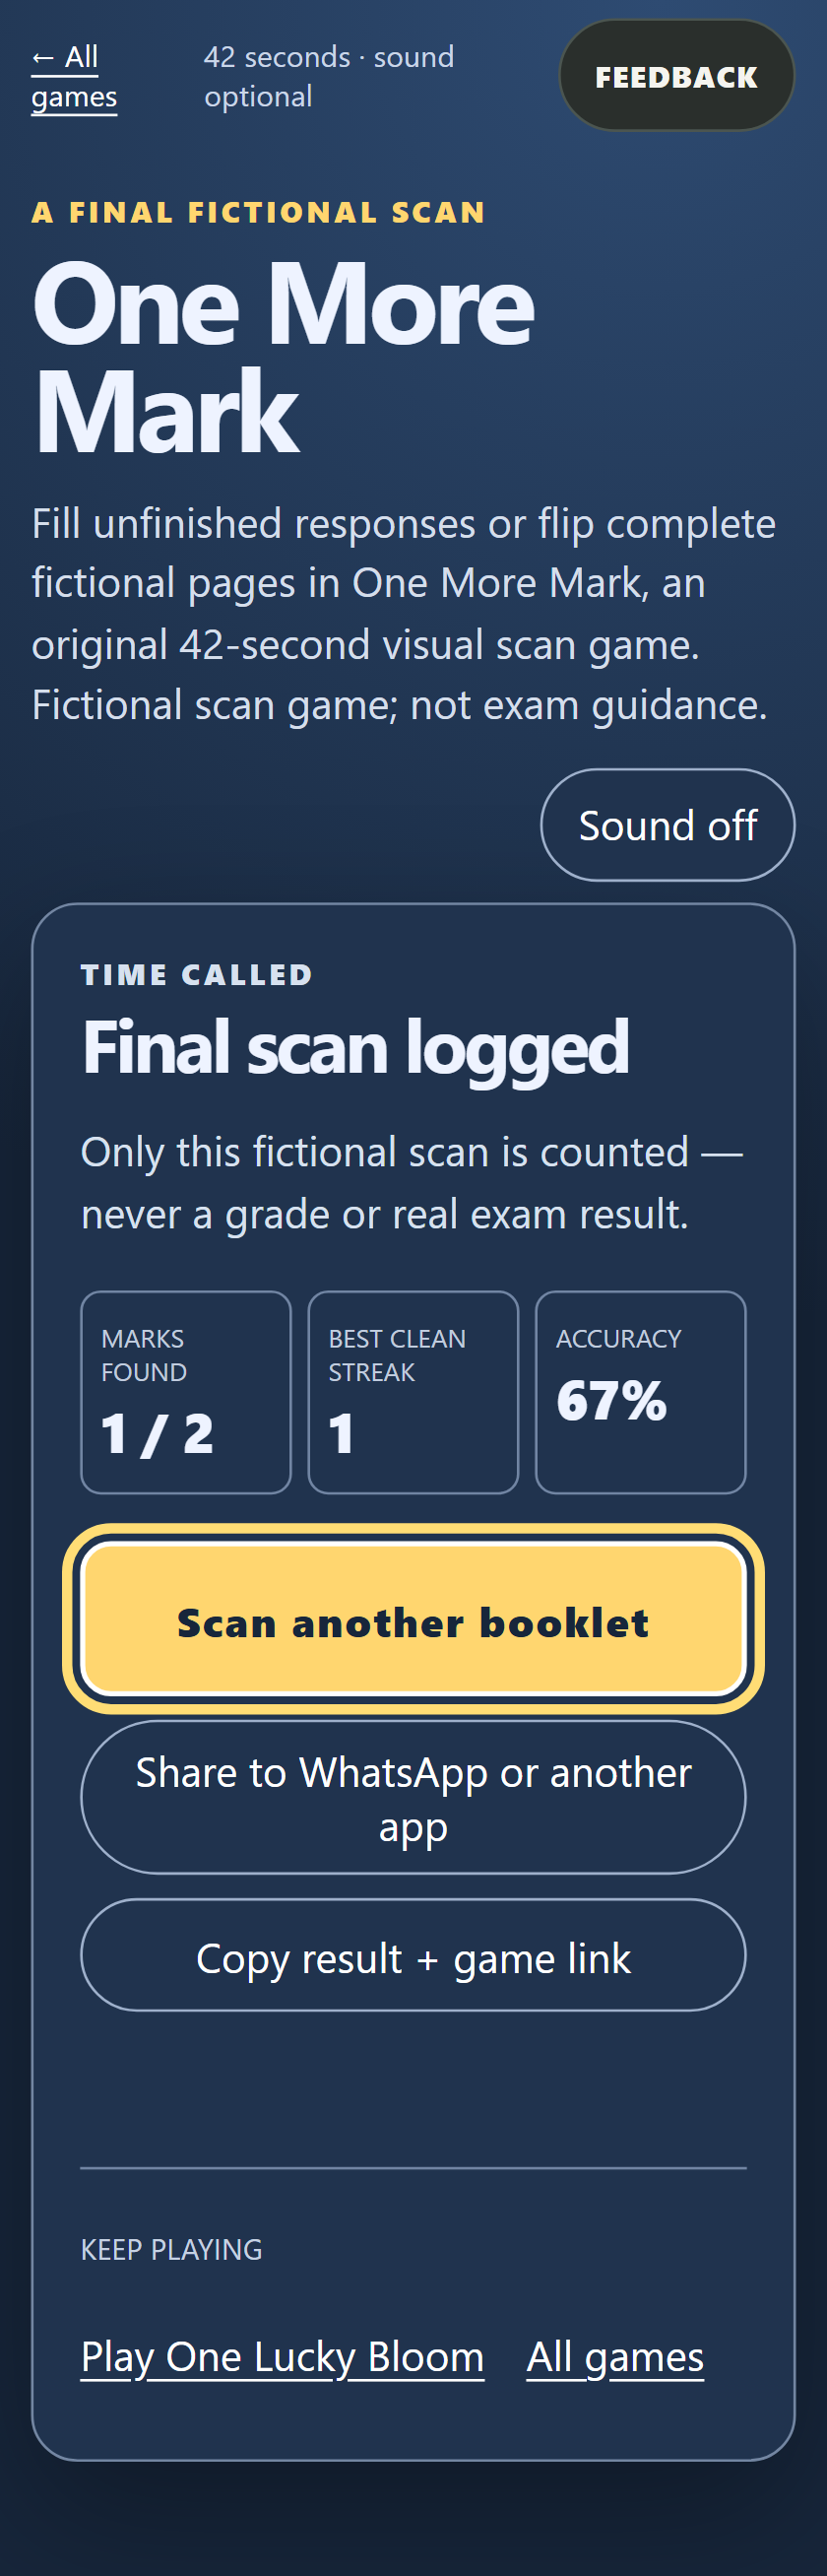 ← All
games
42 seconds · sound
optional
FEEDBACK
A FINAL FICTIONAL SCAN
One More
Mark
Fill unfinished responses or flip complete
fictional pages in One More Mark, an
original 42-second visual scan game.
Fictional scan game; not exam guidance.
Sound off
TIME CALLED
Final scan logged
Only this fictional scan is counted —
never a grade or real exam result.
MARKS
FOUND
1 / 2
BEST CLEAN
STREAK
1
ACCURACY
67%
Scan another booklet
Share to WhatsApp or another
app
Copy result + game link
KEEP PLAYING
Play One Lucky Bloom
All games